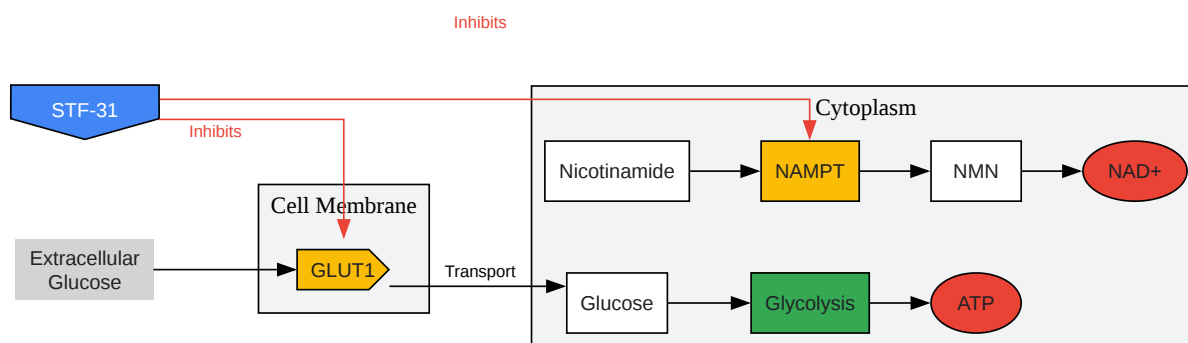 Inhibits
STF-31
Inhibits
Cytoplasm
Nicotinamide
NAMPT
NMN
NAD+
Cell Membrane
Extracellular
Glucose
GLUT1
Transport
Glucose
Glycolysis
ATP